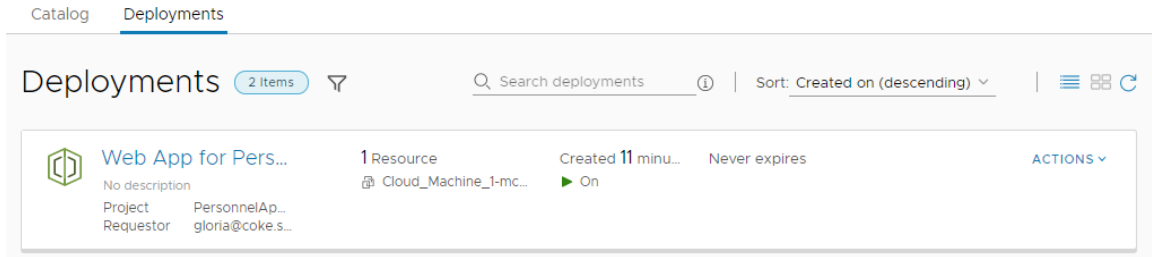 Catalog Deployments
Deployments 2 Items Search deployments Sort: Created on (descending)
Web App for Pers... 1 Resource Created 11 minu... Never expires ACTIONS
No description Cloud_Machine_1-mc... On
Project PersonnelAp...
Requestor gloria@coke.s...